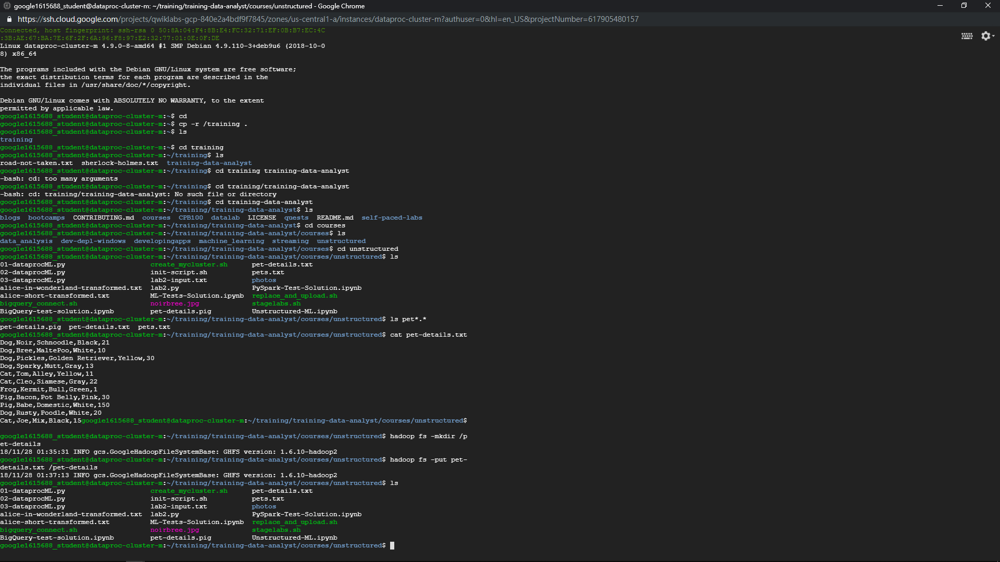 google1615688_student@dataproc-cluster-m: ~/training/training-data-analyst/courses/unstructured - Google Chrome
https://ssh.cloud.google.com/projects/qwiklabs-gcp-840e2a4bdf9f7845/zones/us-central1-a/instances/dataproc-cluster-m?authuser=0&hl=en_US&projectNumber=617905480157
Connected, host fingerprint: ssh-rsa 0 50:8A:04:F4:8B:E4:FC:32:71:EF:0B:B7:EC:4C
:3B:AE:67:BA:7E:6F:2F:6A:96:F8:97:E2:32:77:01:0E:0F:DE
Linux dataproc-cluster-m 4.9.0-8-amd64 #1 SMP Debian 4.9.110-3+deb9u6 (2018-10-0
8) x86_64
The programs included with the Debian GNU/Linux system are free software;
the exact distribution terms for each program are described in the
individual files in /usr/share/doc/*/copyright.
Debian GNU/Linux comes with ABSOLUTELY NO WARRANTY, to the extent
permitted by applicable law.
google1615688_student@dataproc-cluster-m:~$ cd
google1615688_student@dataproc-cluster-m:~$ cp -r /training .
google1615688_student@dataproc-cluster-m:~$ ls
training
google1615688_student@dataproc-cluster-m:~$ cd training
google1615688_student@dataproc-cluster-m:~/training$ ls
road-not-taken.txt  sherlock-holmes.txt  training-data-analyst
google1615688_student@dataproc-cluster-m:~/training$ cd training training-data-analyst
-bash: cd: too many arguments
google1615688_student@dataproc-cluster-m:~/training$ cd training/training-data-analyst
-bash: cd: training/training-data-analyst: No such file or directory
google1615688_student@dataproc-cluster-m:~/training$ cd training-data-analyst
google1615688_student@dataproc-cluster-m:~/training/training-data-analyst$ ls
blogs  bootcamps  CONTRIBUTING.md  courses  CPB100  datalab  LICENSE  quests  README.md  self-paced-labs
google1615688_student@dataproc-cluster-m:~/training/training-data-analyst$ cd courses
google1615688_student@dataproc-cluster-m:~/training/training-data-analyst/courses$ ls
data_analysis  dev-depl-windows  developingapps  machine_learning  streaming  unstructured
google1615688_student@dataproc-cluster-m:~/training/training-data-analyst/courses$ cd unstructured
google1615688_student@dataproc-cluster-m:~/training/training-data-analyst/courses/unstructured$ ls
01-dataprocML.py                     create_mycluster.sh      pet-details.txt
02-dataprocML.py                     init-script.sh           pets.txt
03-dataprocML.py                     lab2-input.txt           photos
alice-in-wonderland-transformed.txt  lab2.py                  PySpark-Test-Solution.ipynb
alice-short-transformed.txt          ML-Tests-Solution.ipynb  replace_and_upload.sh
bigquery_connect.sh                  noirbree.jpg             stagelabs.sh
BigQuery-test-solution.ipynb         pet-details.pig          Unstructured-ML.ipynb
google1615688_student@dataproc-cluster-m:~/training/training-data-analyst/courses/unstructured$ ls pet*.*
pet-details.pig  pet-details.txt  pets.txt
google1615688_student@dataproc-cluster-m:~/training/training-data-analyst/courses/unstructured$ cat pet-details.txt
Dog,Noir,Schnoodle,Black,21
Dog,Bree,MaltePoo,White,10
Dog,Pickles,Golden Retriever,Yellow,30
Dog,Sparky,Mutt,Gray,13
Cat,Tom,Alley,Yellow,11
Cat,Cleo,Siamese,Gray,22
Frog,Kermit,Bull,Green,1
Pig,Bacon,Pot Belly,Pink,30
Pig,Babe,Domestic,White,150
Dog,Rusty,Poodle,White,20
Cat,Joe,Mix,Black,15google1615688_student@dataproc-cluster-m:~/training/training-data-analyst/courses/unstructured$
google1615688_student@dataproc-cluster-m:~/training/training-data-analyst/courses/unstructured$ hadoop fs -mkdir /p
et-details
18/11/28 01:35:31 INFO gcs.GoogleHadoopFileSystemBase: GHFS version: 1.6.10-hadoop2
google1615688_student@dataproc-cluster-m:~/training/training-data-analyst/courses/unstructured$ hadoop fs -put pet-
details.txt /pet-details
18/11/28 01:37:13 INFO gcs.GoogleHadoopFileSystemBase: GHFS version: 1.6.10-hadoop2
google1615688_student@dataproc-cluster-m:~/training/training-data-analyst/courses/unstructured$ ls
01-dataprocML.py                     create_mycluster.sh      pet-details.txt
02-dataprocML.py                     init-script.sh           pets.txt
03-dataprocML.py                     lab2-input.txt           photos
alice-in-wonderland-transformed.txt  lab2.py                  PySpark-Test-Solution.ipynb
alice-short-transformed.txt          ML-Tests-Solution.ipynb  replace_and_upload.sh
bigquery_connect.sh                  noirbree.jpg             stagelabs.sh
BigQuery-test-solution.ipynb         pet-details.pig          Unstructured-ML.ipynb
google1615688_student@dataproc-cluster-m:~/training/training-data-analyst/courses/unstructured$